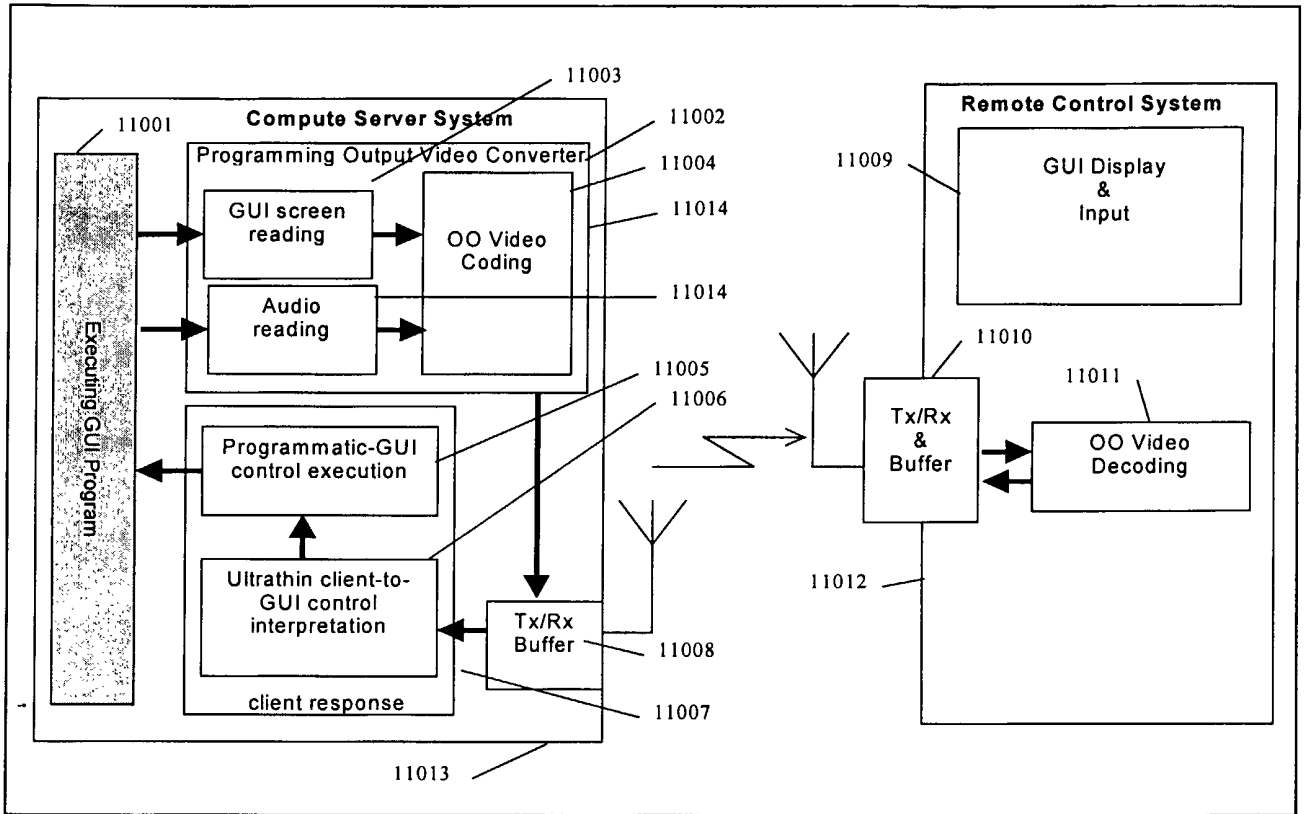 11003
11001
Compute Server System
11002
Programming Output Video Converter
11004
GUI screen
reading
11014
OO Video
Coding
Audio
reading
11014
Executing GUI Program
11005
11006
Programmatic-GUI
control execution
Ultrathin client-to-
GUI control
interpretation
Tx/Rx
Buffer
11008
client response
11007
11013
Remote Control System
11009
GUI Display
&
Input
11010
11011
Tx/Rx
&
Buffer
OO Video
Decoding
11012